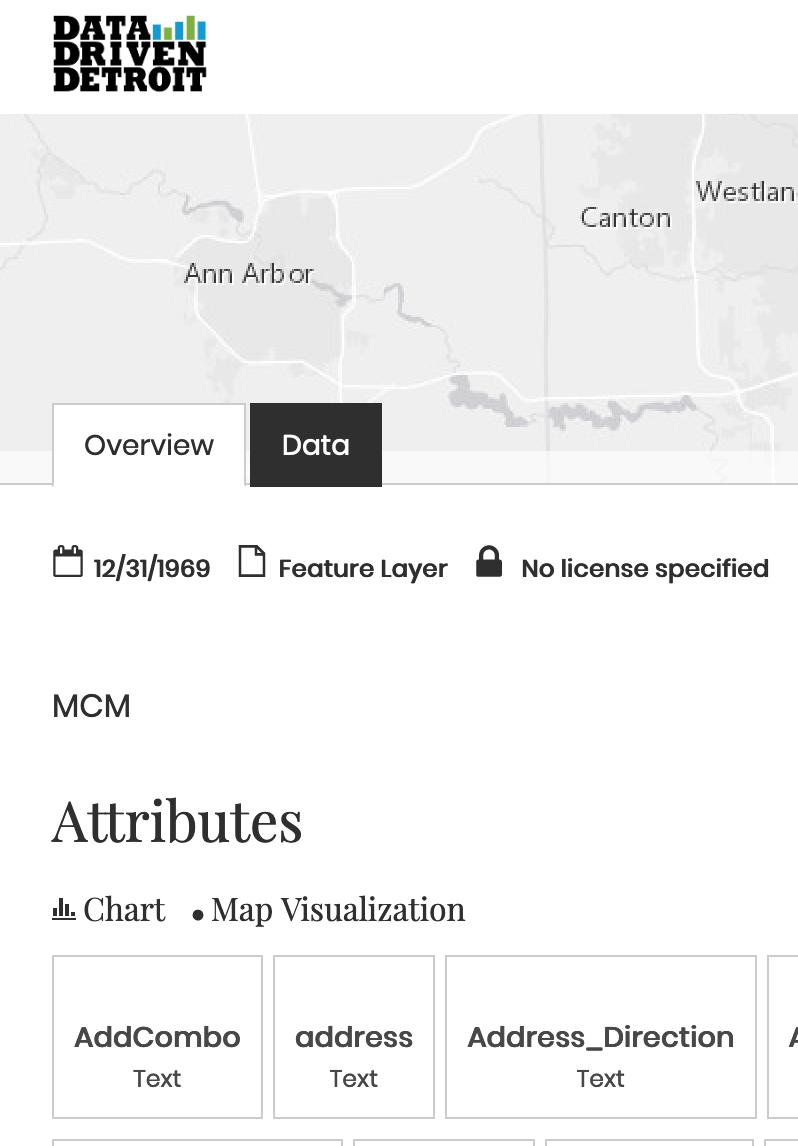 DATA
DRIVEN
DETROIT
Westlan
Canton
Ann Arbor
Overview
Data
12/31/1969 Feature Layer No license specified
MCM
Attributes
Chart Map Visualization
AddCombo address Address_Direction
Text Text Text